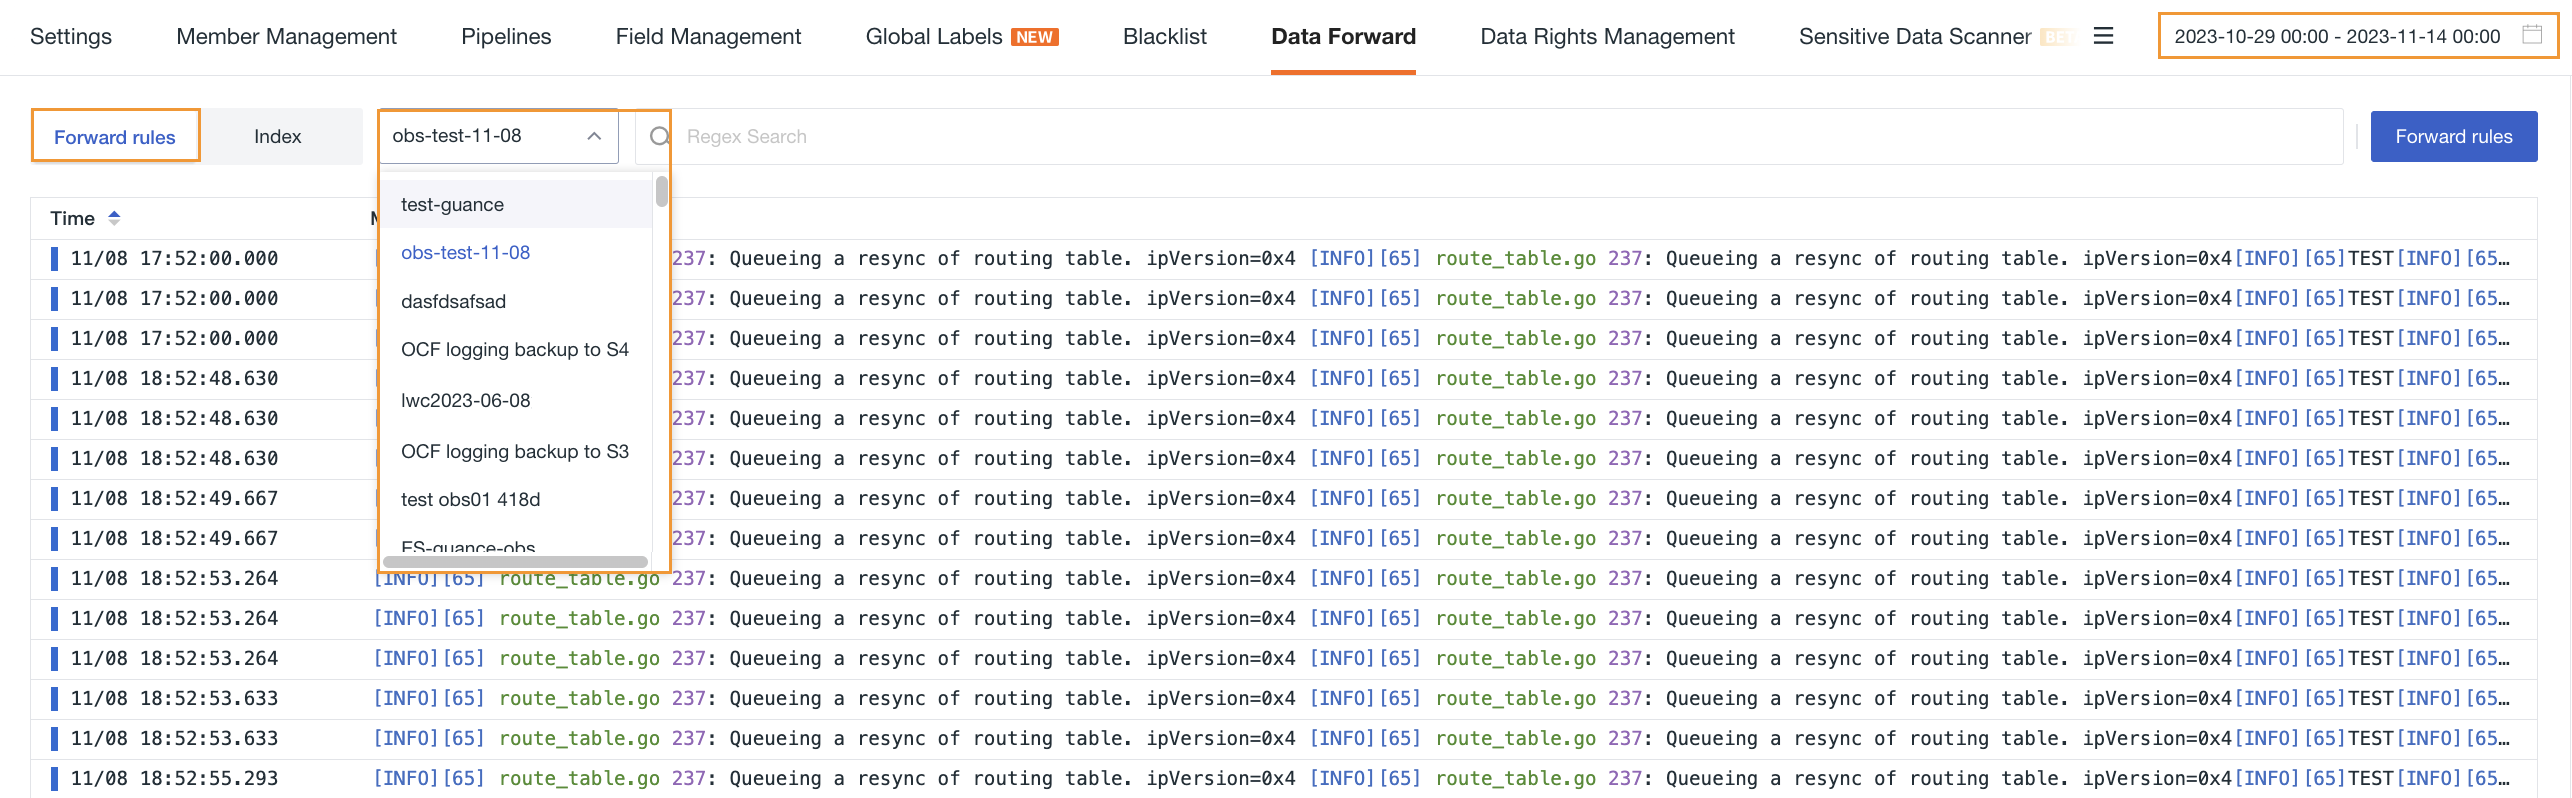 Settings Member Management Pipelines Field Management Global Labels NEW Blacklist Data Forward Data Rights Management Sensitive Data Scanner BET 2023-10-29 00:00 - 2023-11-14 00:00
Forward rules Index obs-test-11-08 Regex Search Forward rules
test-guance
obs-test-11-08
dasfdsafsad
OCF logging backup to S4
lwc2023-06-08
OCF logging backup to S3
test obs01 418d
ES-guance-obs
Time
11/08 17:52:00.000 237: Queueing a resync of routing table. ipVersion=0x4 [INFO][65] route_table.go 237: Queueing a resync of routing table. ipVersion=0x4[INFO][65]TEST[INFO][65…
11/08 17:52:00.000 237: Queueing a resync of routing table. ipVersion=0x4 [INFO][65] route_table.go 237: Queueing a resync of routing table. ipVersion=0x4[INFO][65]TEST[INFO][65…
11/08 17:52:00.000 237: Queueing a resync of routing table. ipVersion=0x4 [INFO][65] route_table.go 237: Queueing a resync of routing table. ipVersion=0x4[INFO][65]TEST[INFO][65…
11/08 18:52:48.630 237: Queueing a resync of routing table. ipVersion=0x4 [INFO][65] route_table.go 237: Queueing a resync of routing table. ipVersion=0x4[INFO][65]TEST[INFO][65…
11/08 18:52:48.630 237: Queueing a resync of routing table. ipVersion=0x4 [INFO][65] route_table.go 237: Queueing a resync of routing table. ipVersion=0x4[INFO][65]TEST[INFO][65…
11/08 18:52:48.630 237: Queueing a resync of routing table. ipVersion=0x4 [INFO][65] route_table.go 237: Queueing a resync of routing table. ipVersion=0x4[INFO][65]TEST[INFO][65…
11/08 18:52:49.667 237: Queueing a resync of routing table. ipVersion=0x4 [INFO][65] route_table.go 237: Queueing a resync of routing table. ipVersion=0x4[INFO][65]TEST[INFO][65…
11/08 18:52:49.667 237: Queueing a resync of routing table. ipVersion=0x4 [INFO][65] route_table.go 237: Queueing a resync of routing table. ipVersion=0x4[INFO][65]TEST[INFO][65…
11/08 18:52:53.264 [INFO][65] route_table.go 237: Queueing a resync of routing table. ipVersion=0x4 [INFO][65] route_table.go 237: Queueing a resync of routing table. ipVersion=0x4[INFO][65]TEST[INFO][65…
11/08 18:52:53.264 [INFO][65] route_table.go 237: Queueing a resync of routing table. ipVersion=0x4 [INFO][65] route_table.go 237: Queueing a resync of routing table. ipVersion=0x4[INFO][65]TEST[INFO][65…
11/08 18:52:53.264 [INFO][65] route_table.go 237: Queueing a resync of routing table. ipVersion=0x4 [INFO][65] route_table.go 237: Queueing a resync of routing table. ipVersion=0x4[INFO][65]TEST[INFO][65…
11/08 18:52:53.633 [INFO][65] route_table.go 237: Queueing a resync of routing table. ipVersion=0x4 [INFO][65] route_table.go 237: Queueing a resync of routing table. ipVersion=0x4[INFO][65]TEST[INFO][65…
11/08 18:52:53.633 [INFO][65] route_table.go 237: Queueing a resync of routing table. ipVersion=0x4 [INFO][65] route_table.go 237: Queueing a resync of routing table. ipVersion=0x4[INFO][65]TEST[INFO][65…
11/08 18:52:55.293 [INFO][65] route_table.go 237: Queueing a resync of routing table. ipVersion=0x4 [INFO][65] route_table.go 237: Queueing a resync of routing table. ipVersion=0x4[INFO][65]TEST[INFO][65…